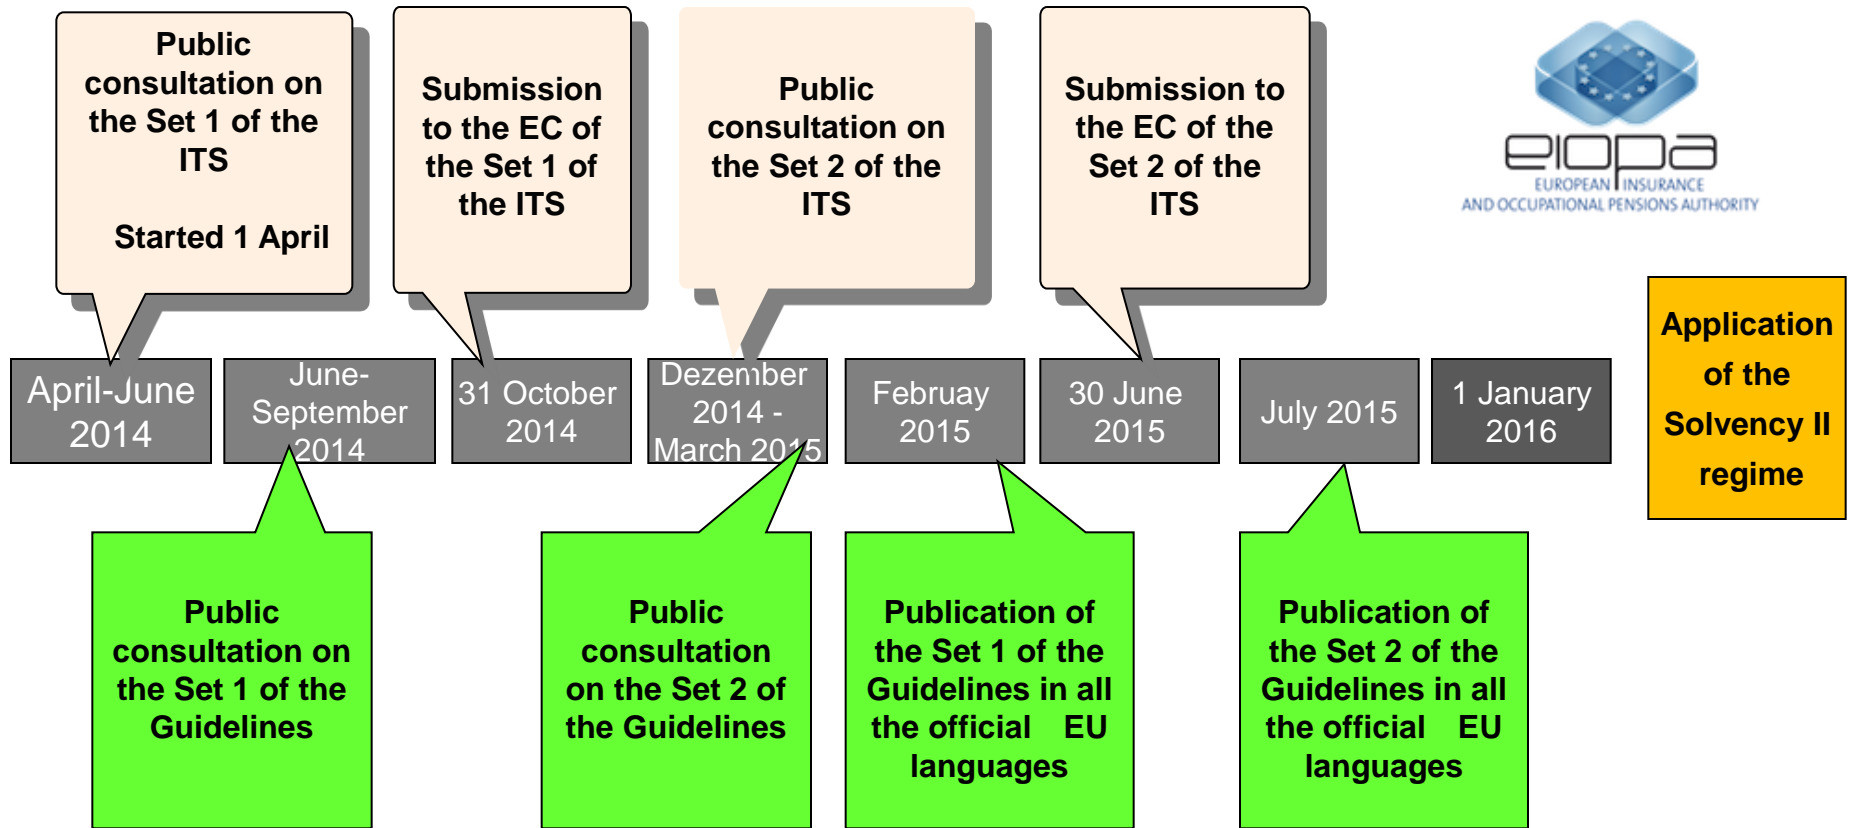 Public
consultation on
the Set 1 of the
ITS
Started 1 April
Submission
to the EC of
the Set 1 of
the ITS
Public
consultation on
the Set 2 of the
ITS
Submission to
the EC of the
Set 2 of the
ITS
eiopa
EUROPEAN INSURANCE
AND OCCUPATIONAL PENSIONS AUTHORITY
April-June
2014
June-
September
2014
31 October
2014
Dezember
2014 -
March 2015
Februay
2015
30 June
2015
July 2015
1 January
2016
Application
of the
Solvency II
regime
Public
consultation on
the Set 1 of the
Guidelines
Public
consultation
on the Set 2 of
the Guidelines
Publication of
the Set 1 of the
Guidelines in all
the official EU
languages
Publication of
the Set 2 of the
Guidelines in all
the official EU
languages